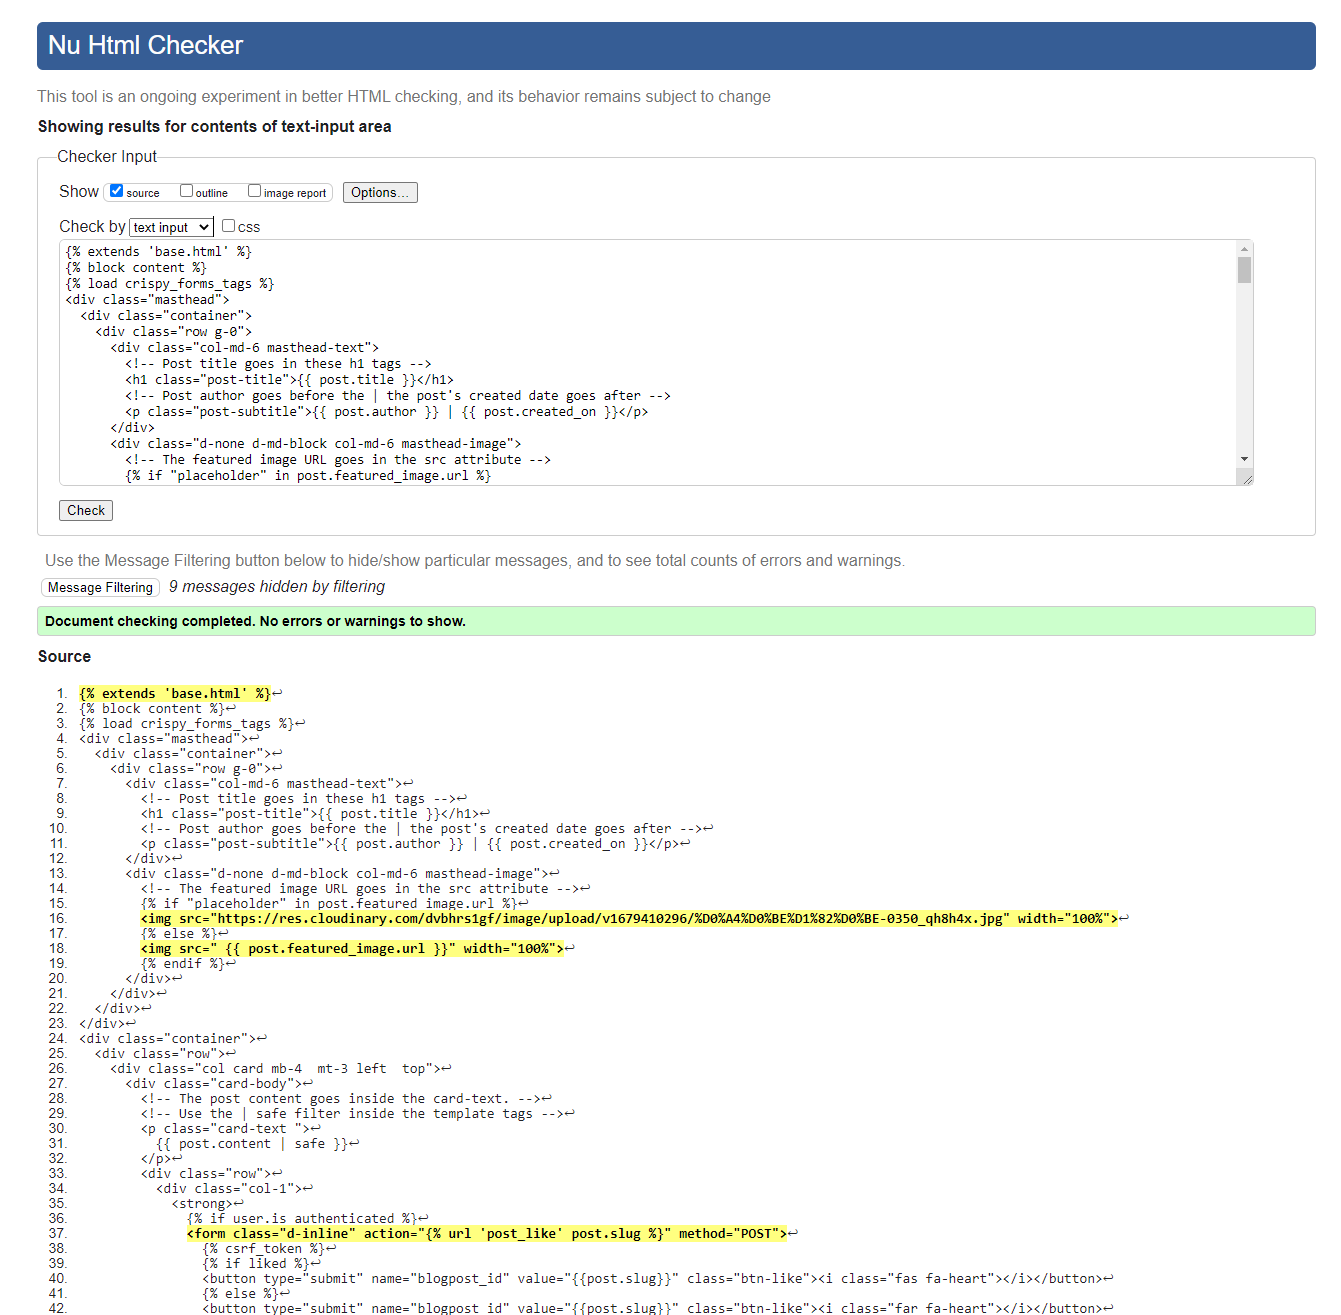 Nu Html Checker
This tool is an ongoing experiment in better HTML checking, and its behavior remains subject to change
Showing results for contents of text-input area
Checker Input
Show source outline image report Options...
Check by text input css
{% extends 'base.html' %}
{% block content %}
{% load crispy_forms_tags %}
<div class="masthead">
  <div class="container">
    <div class="row g-0">
      <div class="col-md-6 masthead-text">
        <!-- Post title goes in these h1 tags -->
        <h1 class="post-title">{{ post.title }}</h1>
        <!-- Post author goes before the | the post's created date goes after -->
        <p class="post-subtitle">{{ post.author }} | {{ post.created_on }}</p>
      </div>
      <div class="d-none d-md-block col-md-6 masthead-image">
        <!-- The featured image URL goes in the src attribute -->
        {% if "placeholder" in post.featured_image.url %}
Check
Use the Message Filtering button below to hide/show particular messages, and to see total counts of errors and warnings.
Message Filtering 9 messages hidden by filtering
Document checking completed. No errors or warnings to show.
Source
1. {% extends 'base.html' %}↩
2. {% block content %}↩
3. {% load crispy_forms_tags %}↩
4. <div class="masthead">↩
5.   <div class="container">↩
6.     <div class="row g-0">↩
7.       <div class="col-md-6 masthead-text">↩
8.         <!-- Post title goes in these h1 tags -->↩
9.         <h1 class="post-title">{{ post.title }}</h1>↩
10.         <!-- Post author goes before the | the post's created date goes after -->↩
11.         <p class="post-subtitle">{{ post.author }} | {{ post.created_on }}</p>↩
12.       </div>↩
13.       <div class="d-none d-md-block col-md-6 masthead-image">↩
14.         <!-- The featured image URL goes in the src attribute -->↩
15.         {% if "placeholder" in post.featured_image.url %}↩
16.         <img src="https://res.cloudinary.com/dvbhrs1gf/image/upload/v1679410296/%D0%A4%D0%BE%D1%82%D0%BE-0350_qh8h4x.jpg" width="100%">↩
17.         {% else %}↩
18.         <img src=" {{ post.featured_image.url }}" width="100%">↩
19.         {% endif %}↩
20.       </div>↩
21.     </div>↩
22.   </div>↩
23. </div>↩
24. <div class="container">↩
25.   <div class="row">↩
26.     <div class="col card mb-4  mt-3 left  top">↩
27.       <div class="card-body">↩
28.         <!-- The post content goes inside the card-text. -->↩
29.         <!-- Use the | safe filter inside the template tags -->↩
30.         <p class="card-text ">↩
31.           {{ post.content | safe }}↩
32.         </p>↩
33.         <div class="row">↩
34.           <div class="col-1">↩
35.             <strong>↩
36.               {% if user.is_authenticated %}↩
37.               <form class="d-inline" action="{% url 'post_like' post.slug %}" method="POST">↩
38.                 {% csrf_token %}↩
39.                 {% if liked %}↩
40.                 <button type="submit" name="blogpost_id" value="{{post.slug}}" class="btn-like"><i class="fas fa-heart"></i></button>↩
41.                 {% else %}↩
42.                 <button type="submit" name="blogpost_id" value="{{post.slug}}" class="btn-like"><i class="far fa-heart"></i></button>↩